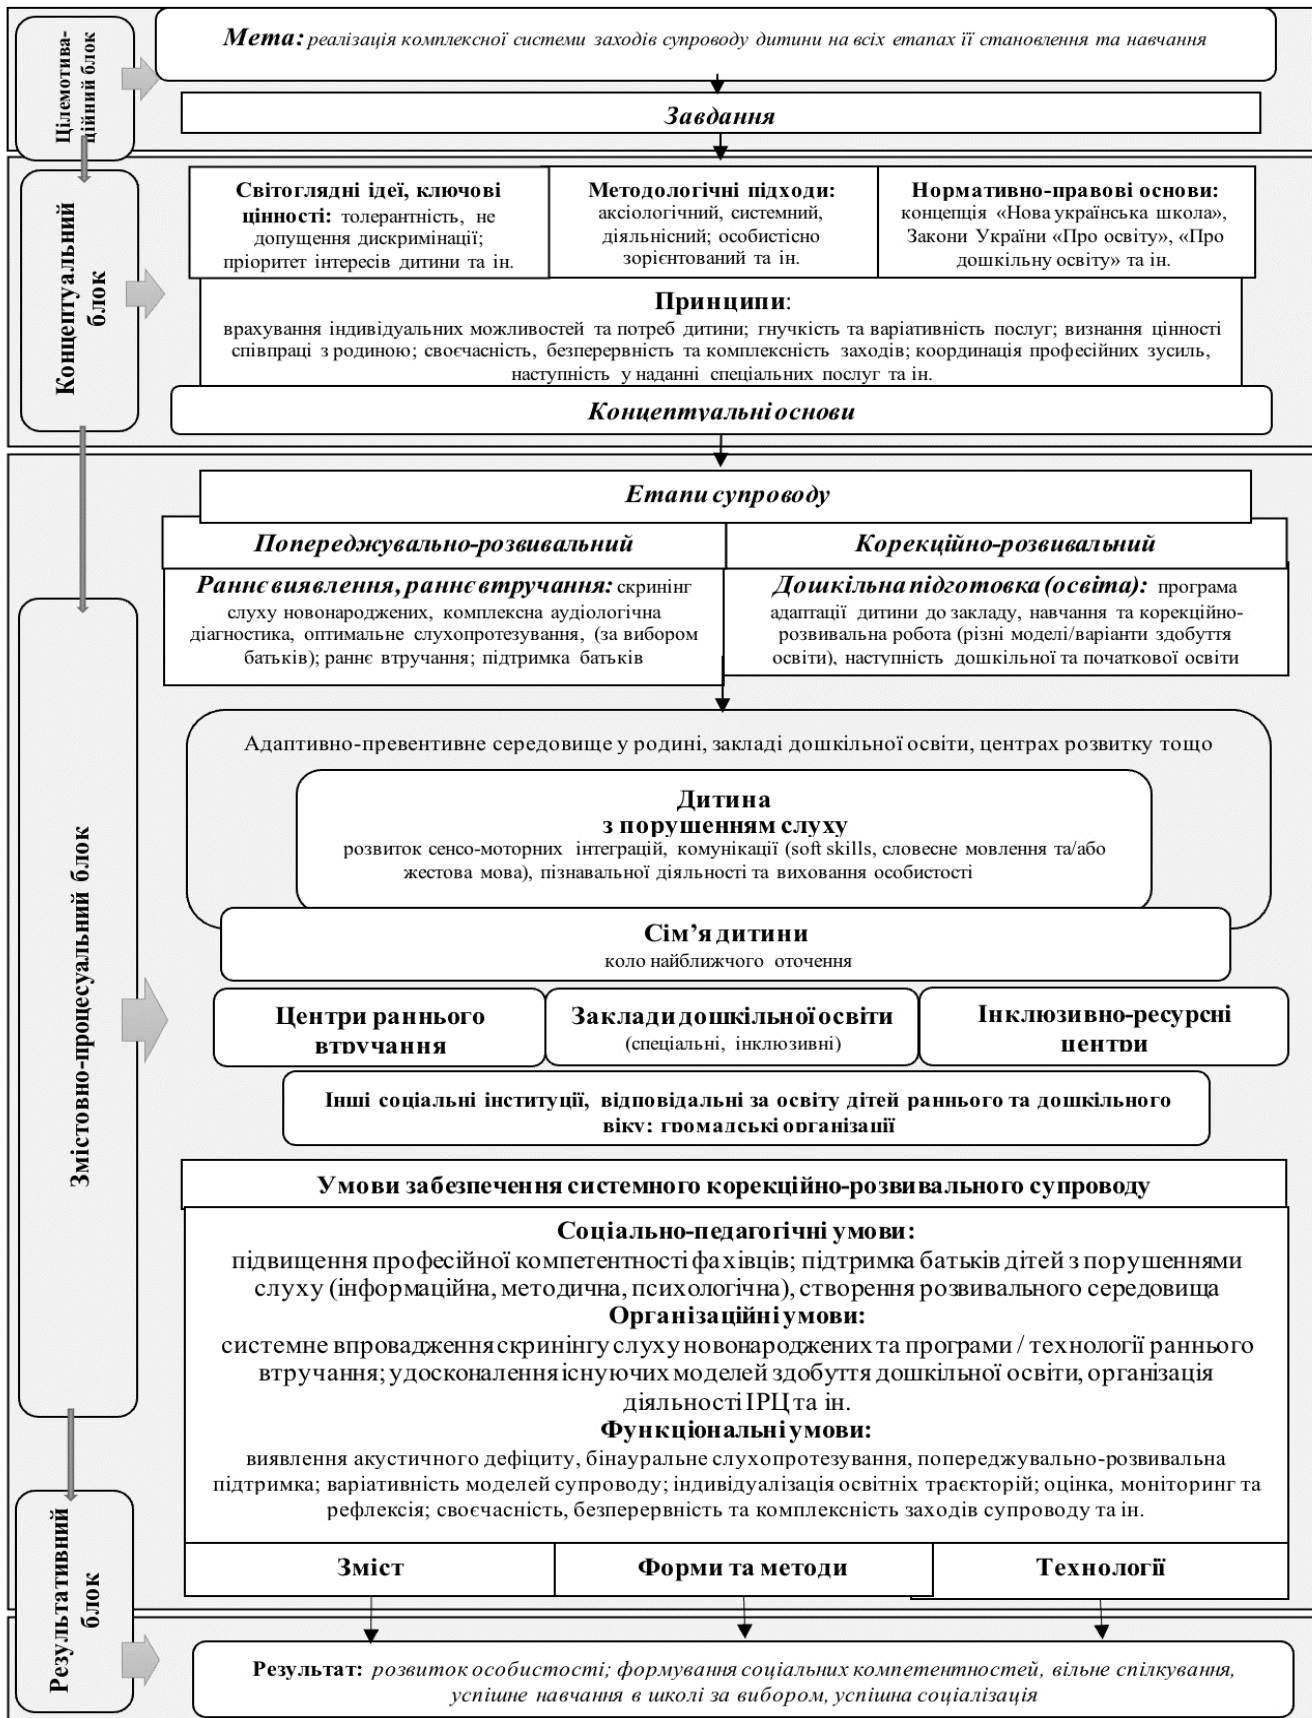 Цілемотива-
ційний блок
Мета: реалізація комплексної системи заходів супроводу дитини на всіх етапах її становлення та навчання
Завдання
Концептуальний
блок
Світоглядні ідеї, ключові
цінності: толерантність, не
допущення дискримінації;
пріоритет інтересів дитини та ін.
Методологічні підходи:
аксіологічний, системний,
діяльнісний; особистісно
зорієнтований та ін.
Нормативно-правові основи:
концепція «Нова українська школа»,
Закони України «Про освіту», «Про
дошкільну освіту» та ін.
Принципи:
врахування індивідуальних можливостей та потреб дитини; гнучкість та варіативність послуг; визнання цінності
співпраці з родиною; своєчасність, безперервність та комплексність заходів; координація професійних зусиль,
наступність у наданні спеціальних послуг та ін.
Концептуальні основи
Змістовно-процесуальний блок
Етапи супроводу
Попереджувально-розвивальний
Корекційно-розвивальний
Раннє виявлення, раннє втручання: скринінг
слуху новонароджених, комплексна аудіологічна
діагностика, оптимальне слухопротезування, (за вибором
батьків); раннє втручання; підтримка батьків
Дошкільна підготовка (освіта): програма
адаптації дитини до закладу, навчання та корекційно-
розвивальна робота (різні моделі/варіанти здобуття
освіти), наступність дошкільної та початкової освіти
Адаптивно-превентивне середовище у родині, закладі дошкільної освіти, центрах розвитку тощо
Дитина
з порушенням слуху
розвиток сенсо-моторних інтеграцій, комунікації (soft skills, словесне мовлення та/або
жестова мова), пізнавальної діяльності та виховання особистості
Сім’я дитини
коло найближчого оточення
Центри раннього
втручання
Заклади дошкільної освіти
(спеціальні, інклюзивні)
Інклюзивно-ресурсні
центри
Інші соціальні інституції, відповідальні за освіту дітей раннього та дошкільного
віку; громадські організації
Умови забезпечення системного корекційно-розвивального супроводу
Соціально-педагогічні умови:
підвищення професійної компетентності фахівців; підтримка батьків дітей з порушеннями
слуху (інформаційна, методична, психологічна), створення розвивального середовища
Організаційні умови:
системне впровадження скринінгу слуху новонароджених та програми / технології раннього
втручання; удосконалення існуючих моделей здобуття дошкільної освіти, організація
діяльності ІРЦ та ін.
Функціональні умови:
виявлення акустичного дефіциту, бінауральне слухопротезування, попереджувально-розвивальна
підтримка; варіативність моделей супроводу; індивідуалізація освітніх траєкторій; оцінка, моніторинг та
рефлексія; своєчасність, безперервність та комплексність заходів супроводу та ін.
Зміст
Форми та методи
Технології
Результативний
блок
Результат: розвиток особистості; формування соціальних компетентностей, вільне спілкування,
успішне навчання в школі за вибором, успішна соціалізація